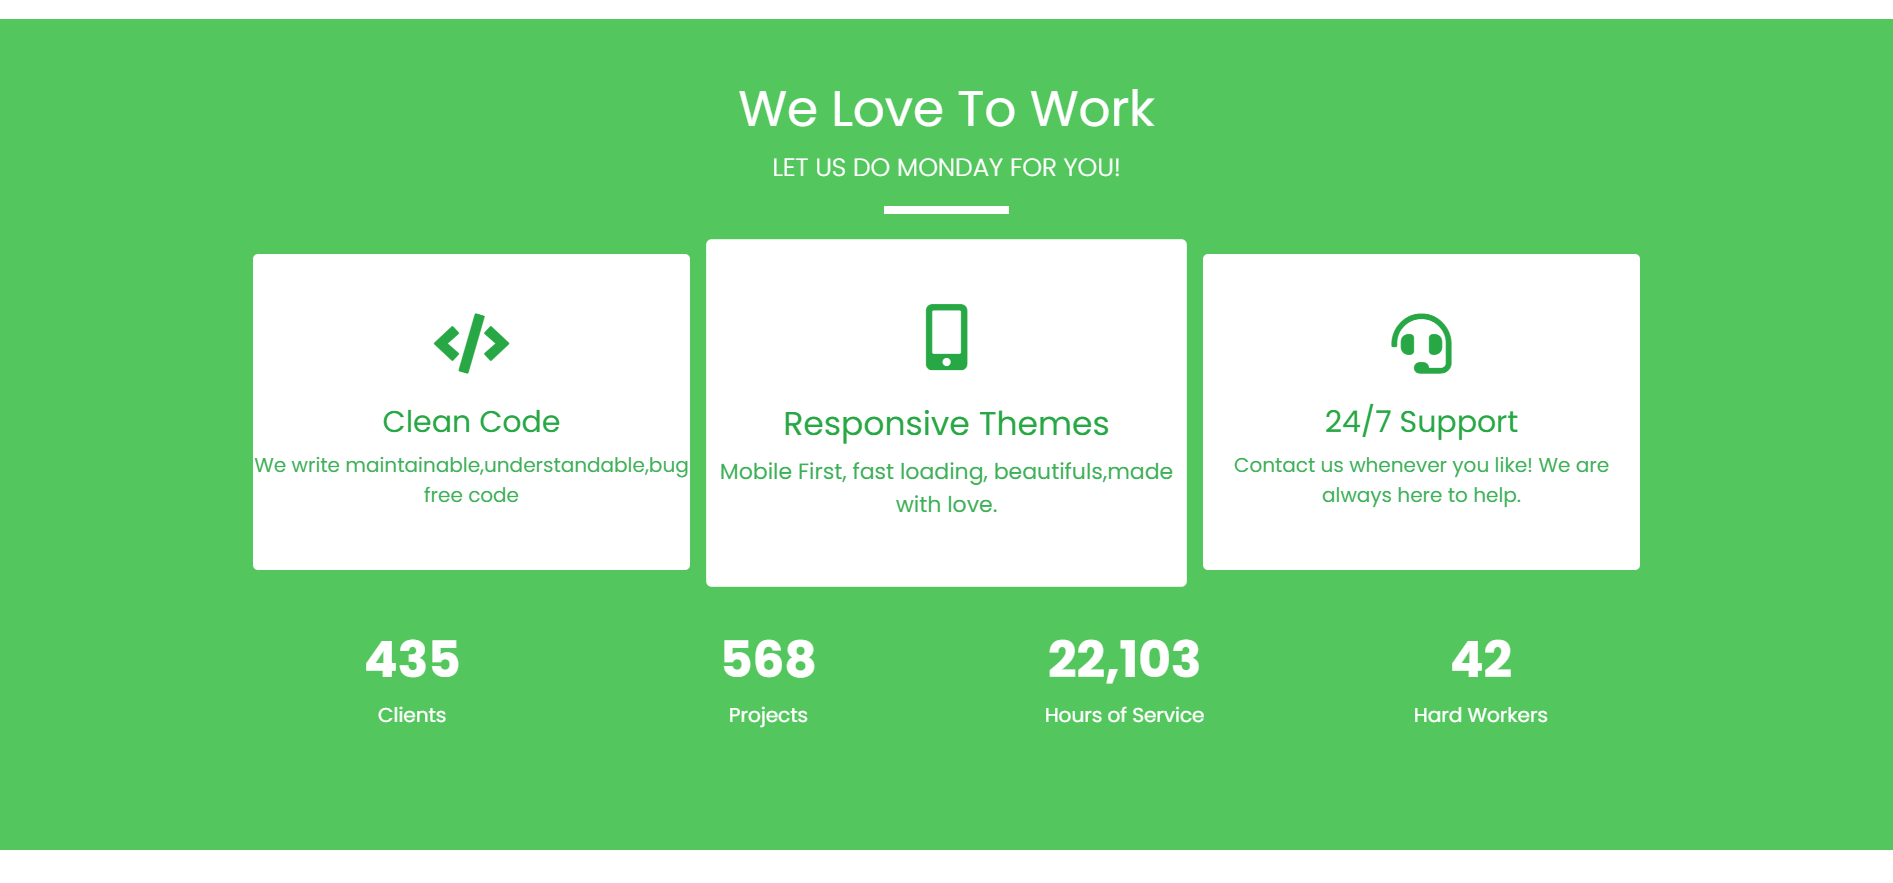 We Love To Work
LET US DO MONDAY FOR YOU!
Clean Code
We write maintainable,understandable,bug
free code
Responsive Themes
Mobile First, fast loading, beautifuls,made
with love.
24/7 Support
Contact us whenever you like! We are
always here to help.
435
Clients
568
Projects
22,103
Hours of Service
42
Hard Workers